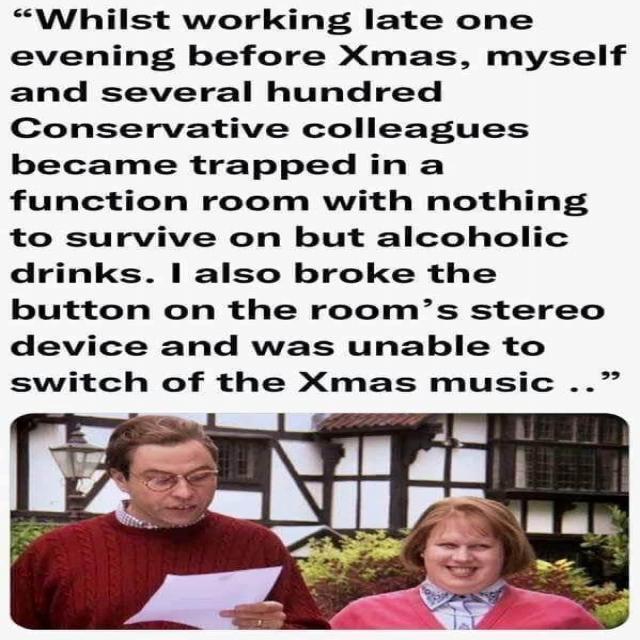 “Whilst working late one
evening before Xmas, myself
and several hundred
Conservative colleagues
became trapped in a
function room with nothing
to survive on but alcoholic
drinks. I also broke the
button on the room’s stereo
device and was unable to
switch of the Xmas music ..”